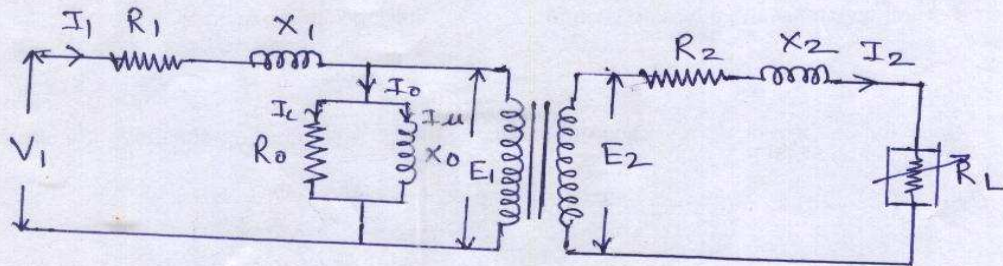 I1 R1 X1
R2 X2 I2
I0
Ic Iμ
R0 X0
V1 E1 E2 RL